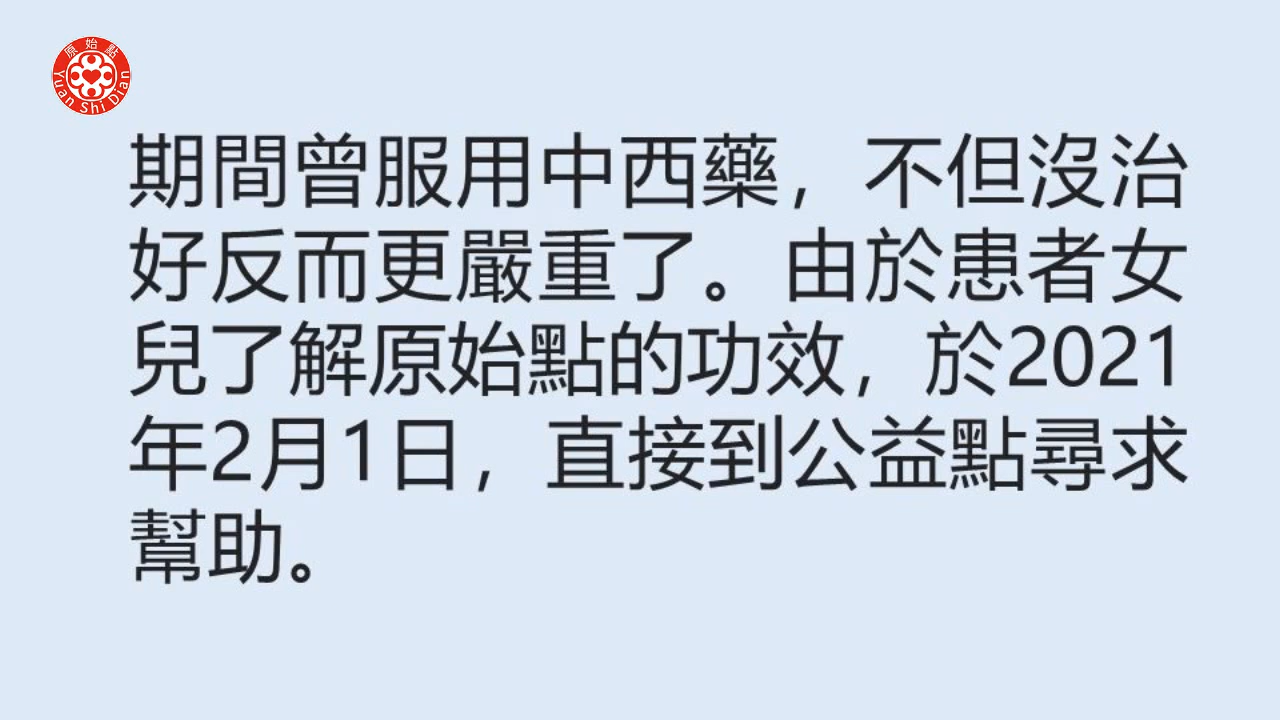 原始點
Yuan Shi Dian
期間曾服用中西藥，不但沒治
好反而更嚴重了。由於患者女
兒了解原始點的功效，於2021
年2月1日，直接到公益點尋求
幫助。